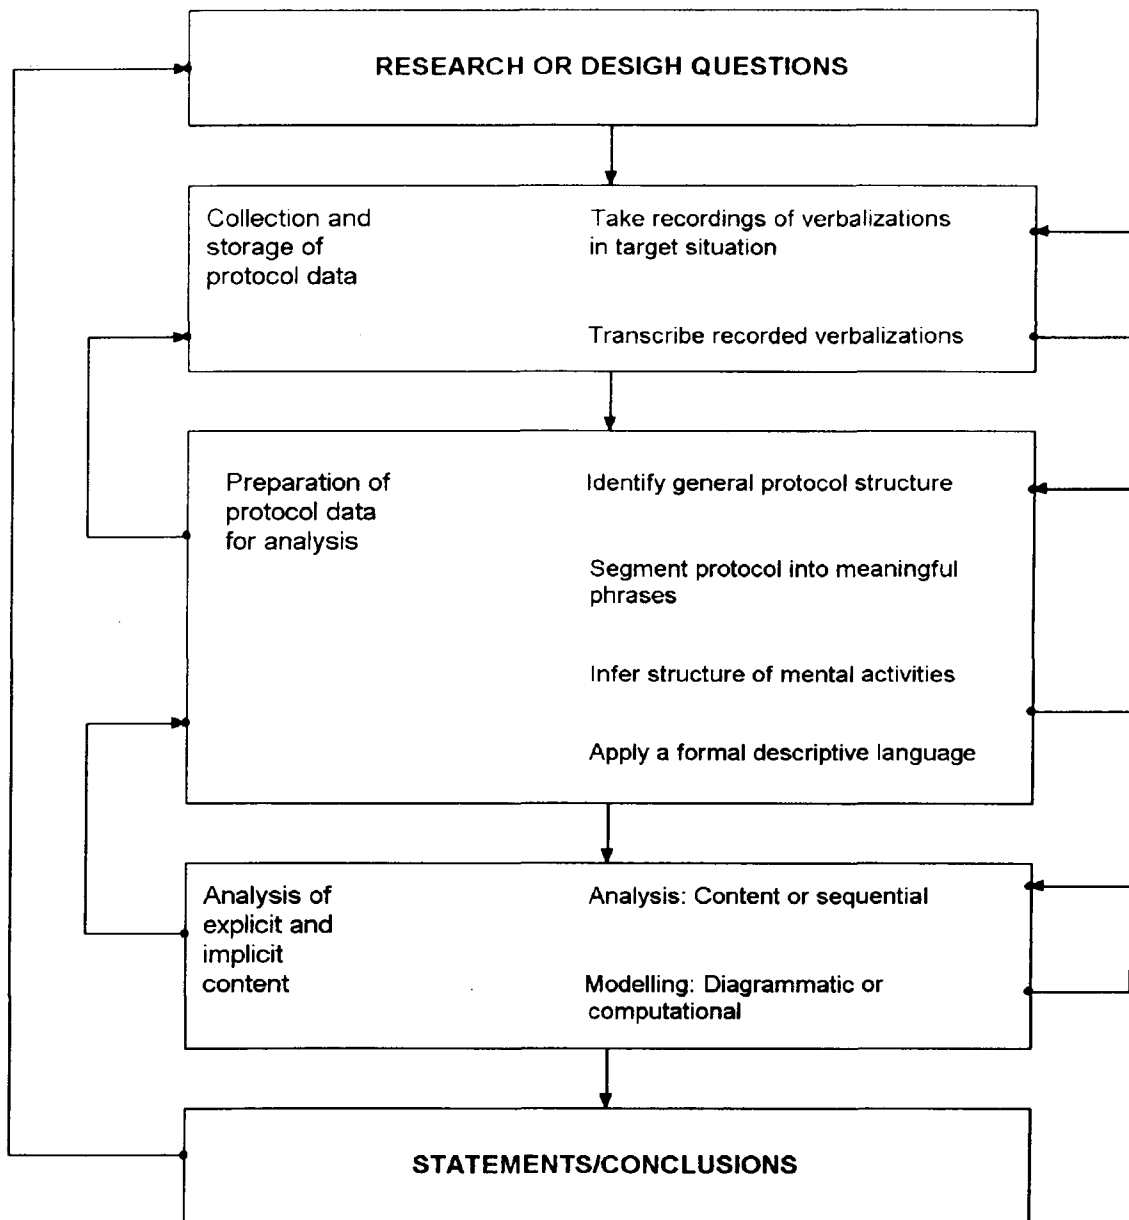 RESEARCH OR DESIGH QUESTIONS
Collection and
storage of
protocol data
Take recordings of verbalizations
in target situation
Transcribe recorded verbalizations
Preparation of
protocol data
for analysis
Identify general protocol structure
Segment protocol into meaningful
phrases
Infer structure of mental activities
Apply a formal descriptive language
Analysis of
explicit and
implicit
content
Analysis: Content or sequential
Modelling: Diagrammatic or
computational
STATEMENTS/CONCLUSIONS